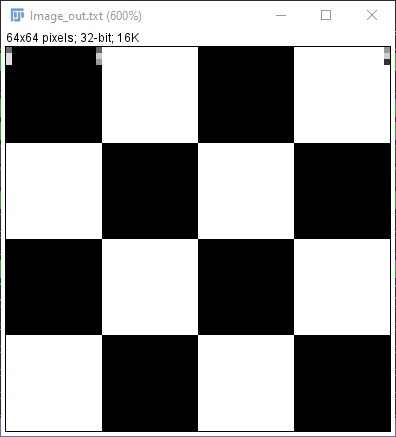 Image_out.txt (600%)
64x64 pixels; 32-bit; 16K